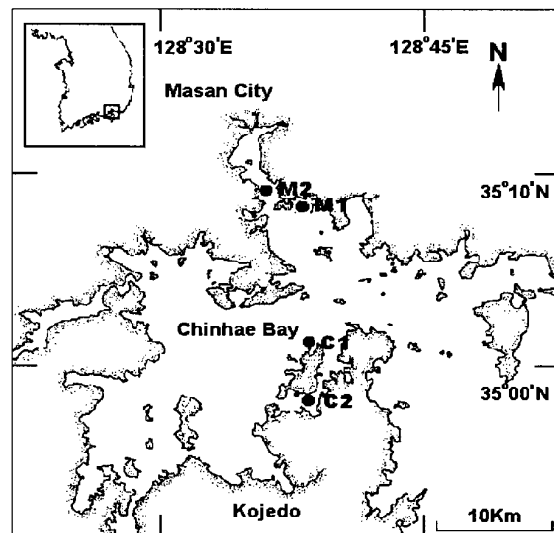 128°30'E
128°45'E
N
Masan City
M2
M1
35°10'N
Chinhae Bay
C1
35°00'N
C2
Kojedo
10Km